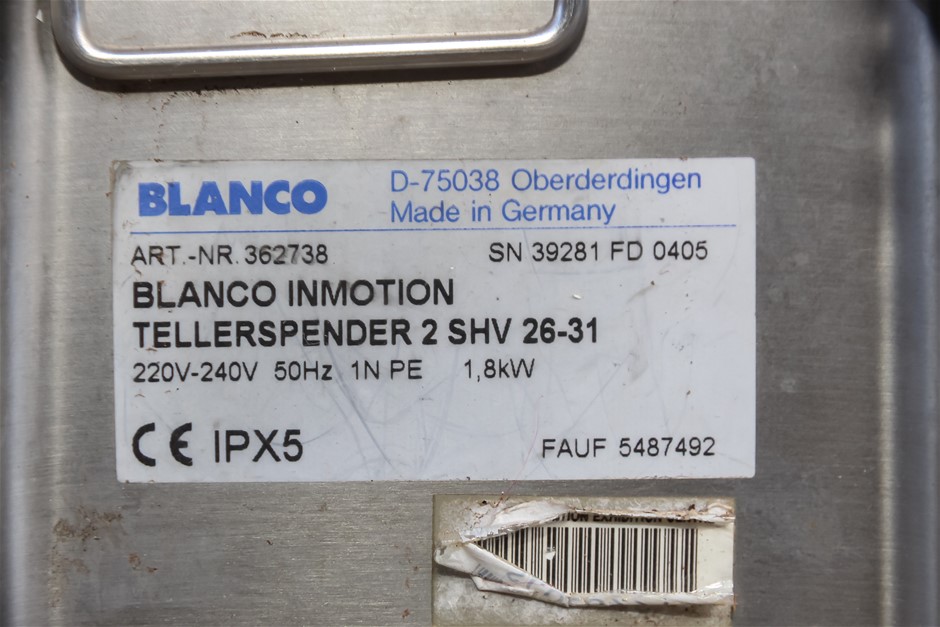 BLANCO
D-75038 Oberderdingen
Made in Germany
ART.-NR. 362738 SN 39281 FD 0405
BLANCO INMOTION
TELLERSPENDER 2 SHV 26-31
220V-240V 50Hz 1N PE 1,8kW
CE IPX5 FAUF 5487492
EXHIBITION